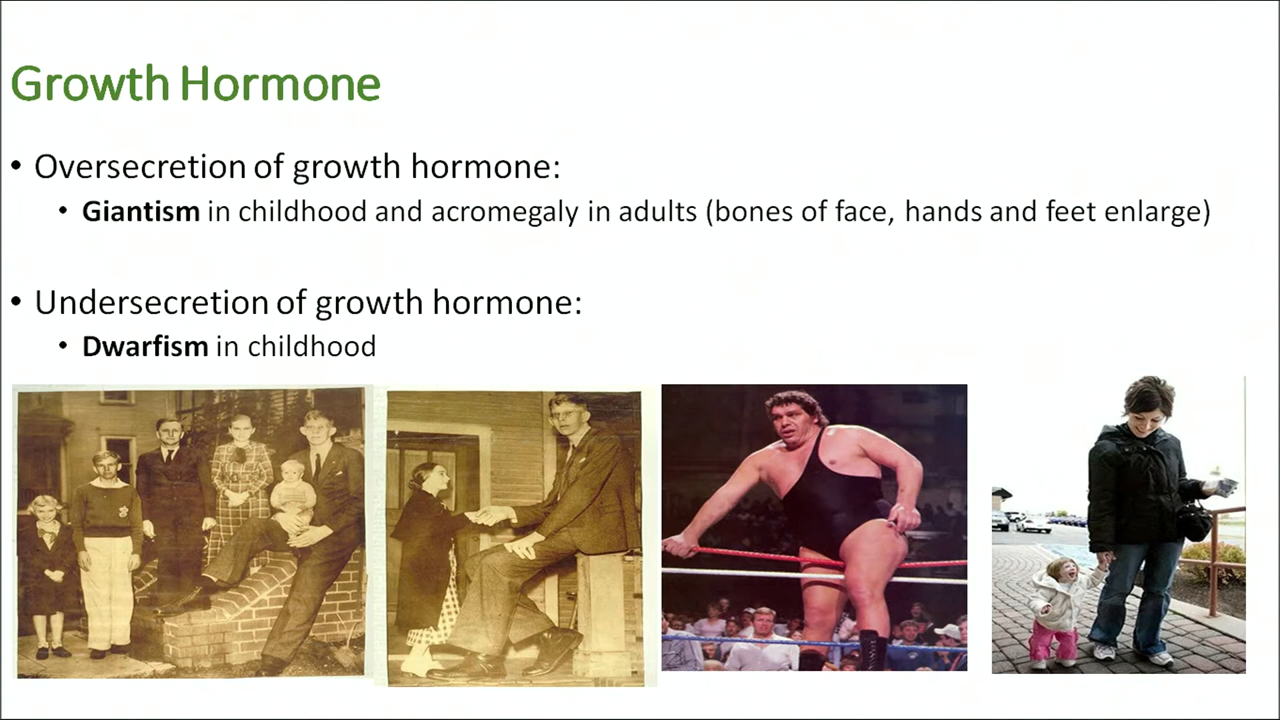 Growth Hormone
• Oversecretion of growth hormone:
• Giantism in childhood and acromegaly in adults (bones of face, hands and feet enlarge)
• Undersecretion of growth hormone:
• Dwarfism in childhood